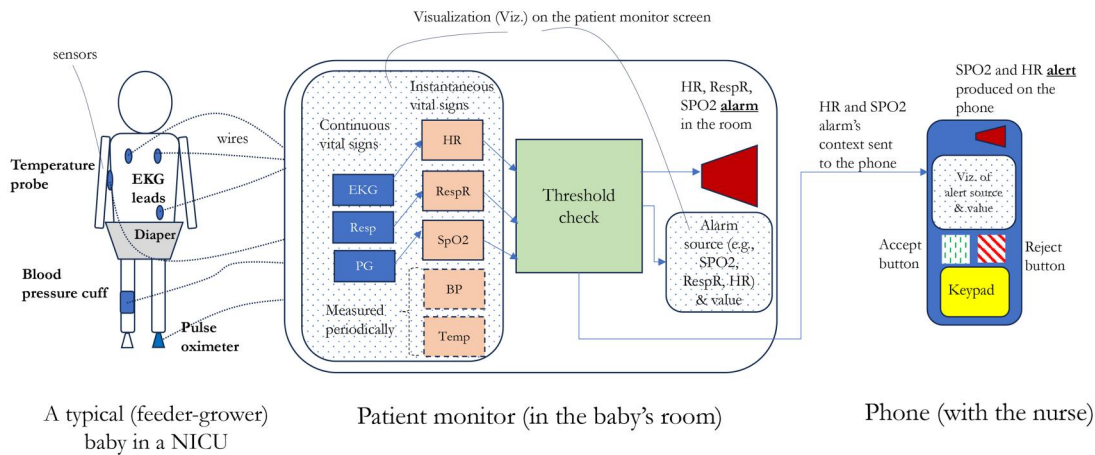 Visualization (Viz.) on the patient monitor screen
sensors
wires
Temperature
probe
EKG
leads
Diaper
Blood
pressure cuff
Pulse
oximeter
A typical (feeder-grower)
baby in a NICU
Instantaneous
vital signs
Continuous
vital signs
HR
EKG
RespR
Resp
SpO2
PG
BP
Measured
periodically
Temp
Threshold
check
HR, RespR,
SPO2 alarm
in the room
Alarm
source (e.g.,
SPO2,
RespR, HR)
& value
Patient monitor (in the baby's room)
HR and SPO2
alarm's
context sent
to the phone
SPO2 and HR alert
produced on the
phone
Viz. of
alert source
& value
Accept
button
Reject
button
Keypad
Phone (with the nurse)